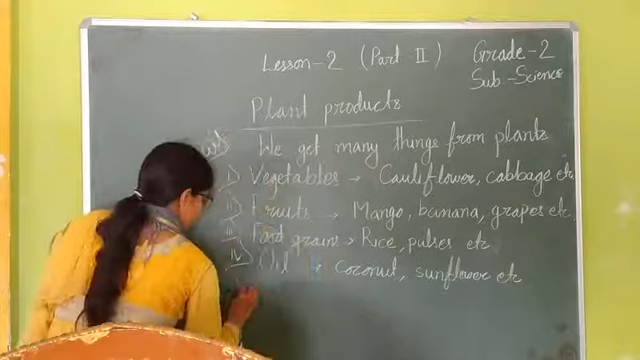 Lesson-2 (Part-II) Grade-2
Sub-Science
Plant products
We get many things from plants
i) Vegetables → Cauliflower, cabbage etc
ii) Fruits → Mango, banana, grapes etc.
iii) Food grains → Rice, pulses etc
iv) Oil coconut, sunflower etc